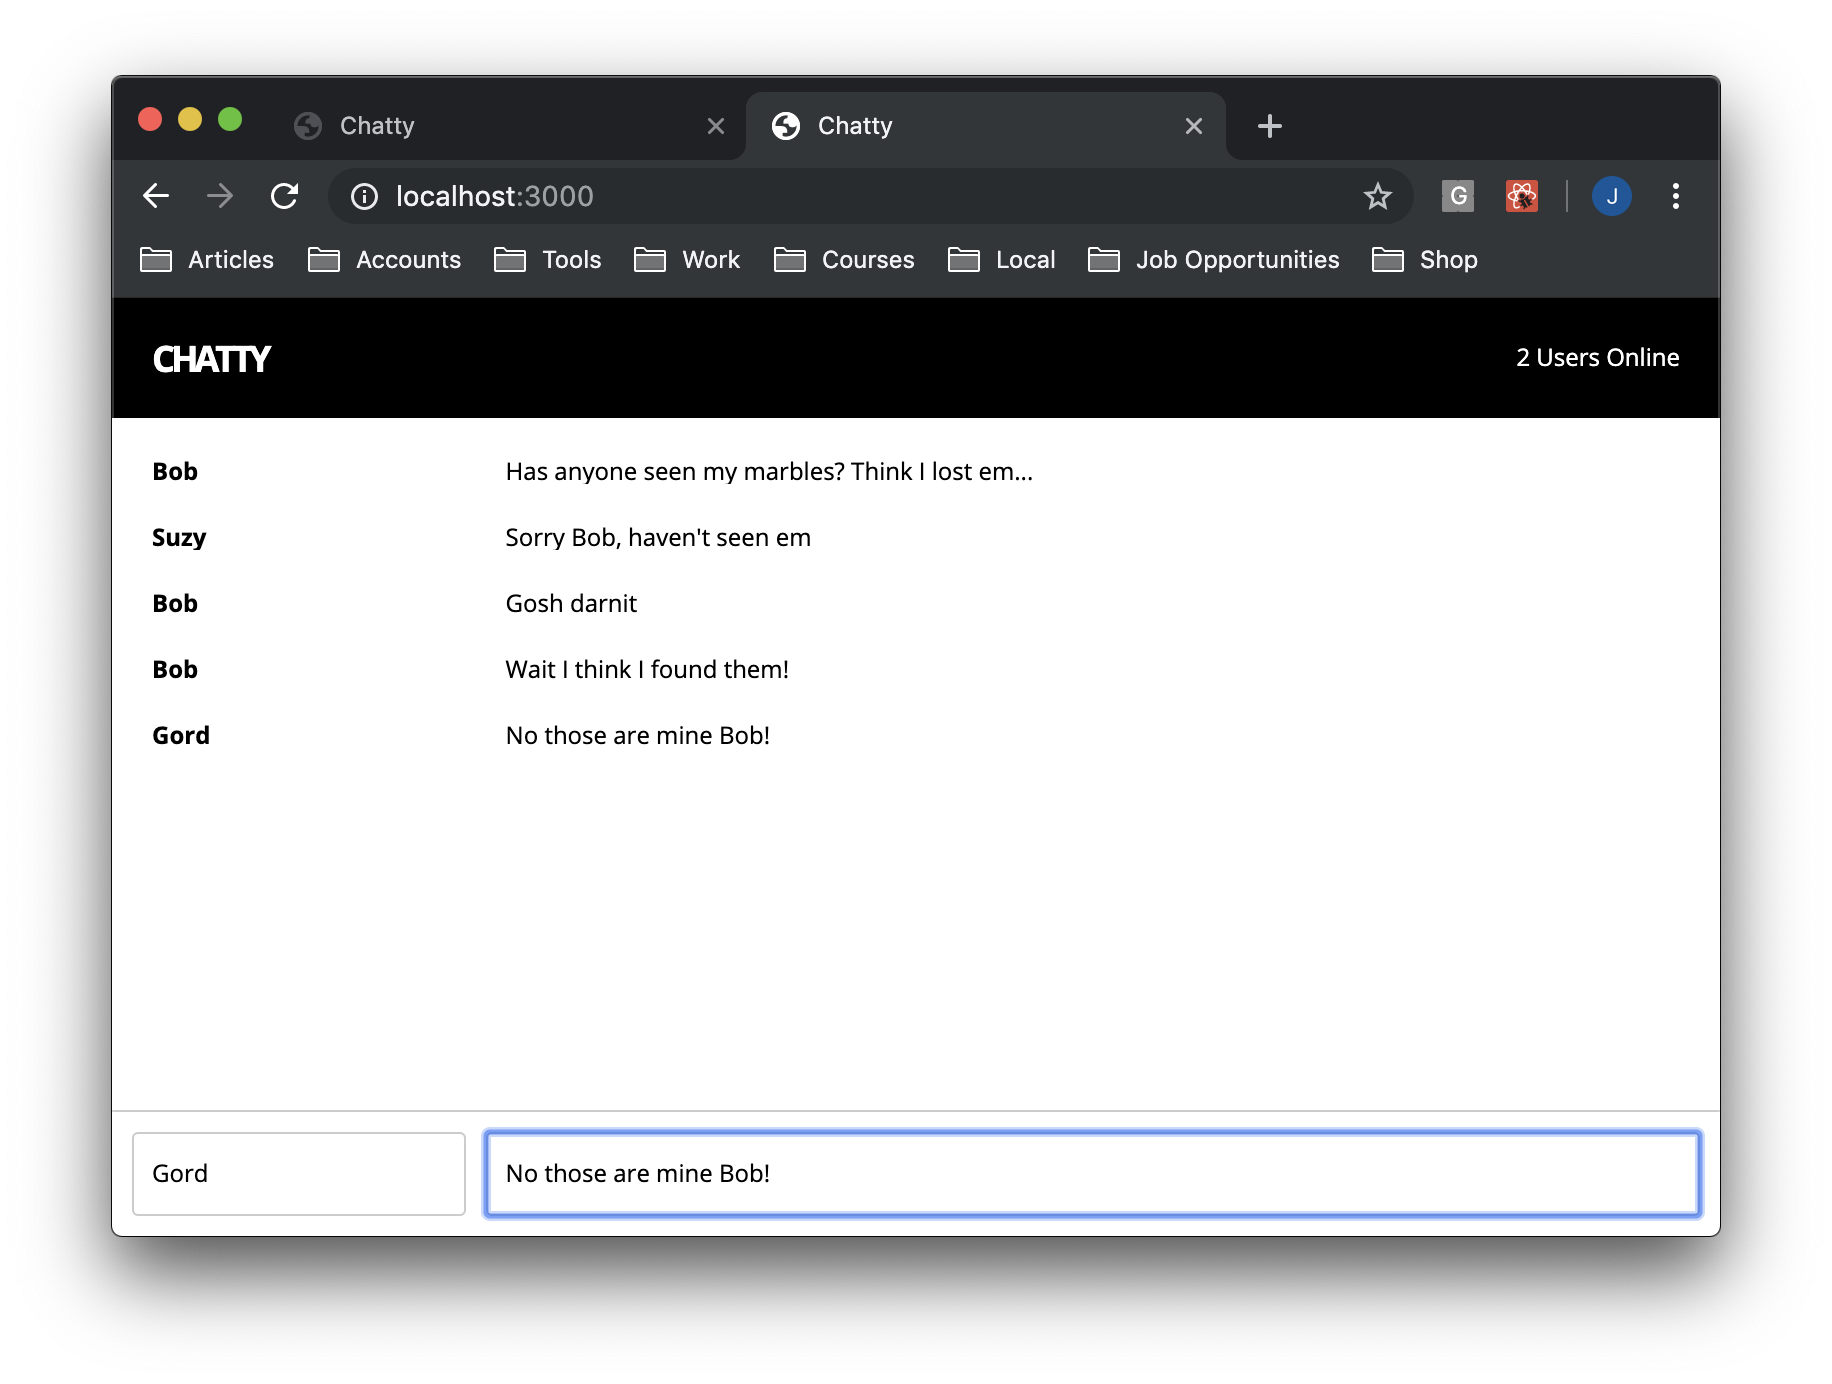 Chatty
Chatty
localhost:3000
G
J
Articles Accounts Tools Work Courses Local Job Opportunities Shop
CHATTY 2 Users Online
Bob Has anyone seen my marbles? Think I lost em...
Suzy Sorry Bob, haven't seen em
Bob Gosh darnit
Bob Wait I think I found them!
Gord No those are mine Bob!
Gord No those are mine Bob!